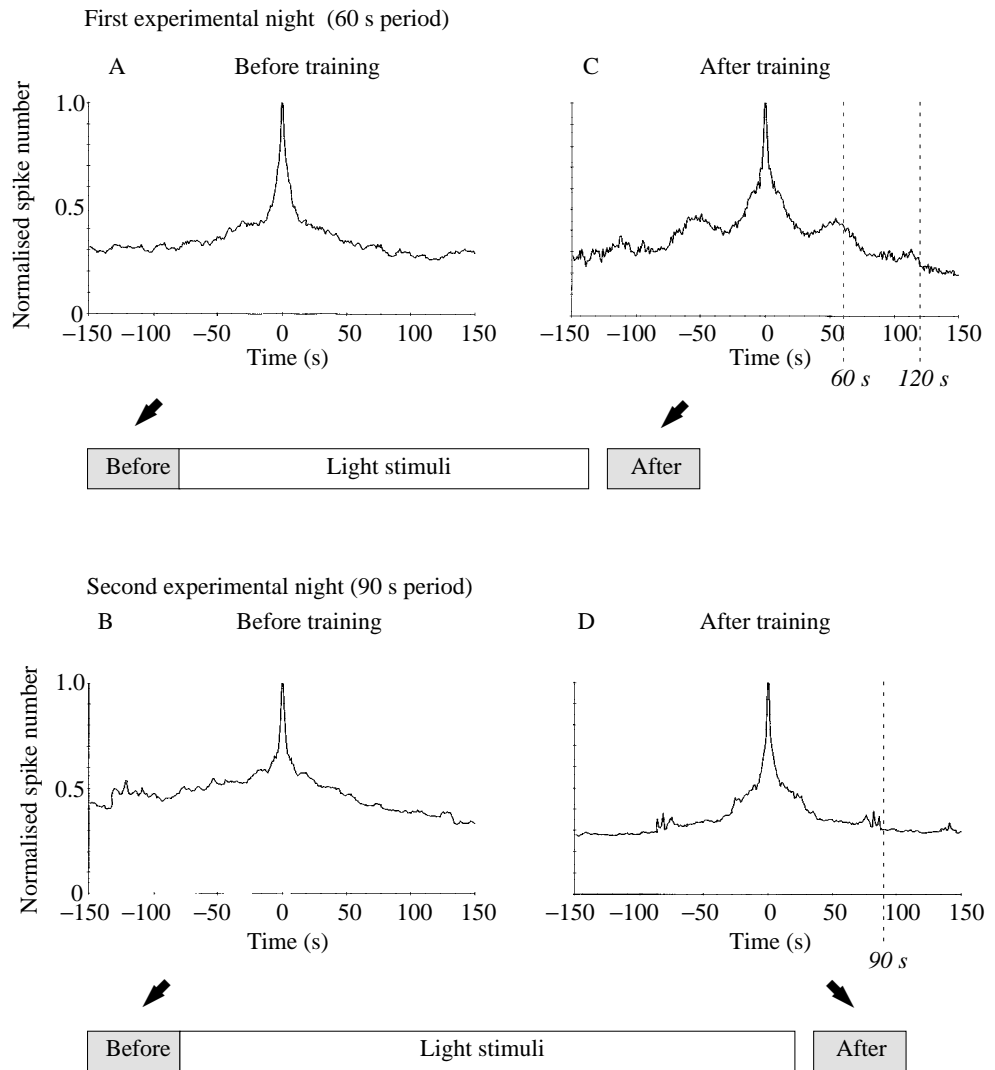 First experimental night (60 s period)
A Before training
C After training
Normalised spike number
1.0
0.5
0
−150 −100 −50 0 50 100 150
Time (s)
−150 −100 −50 0 50 100 150
Time (s)
60 s 120 s
Before Light stimuli After
Second experimental night (90 s period)
B Before training
D After training
Normalised spike number
1.0
0.5
0
−150 −100 −50 0 50 100 150
Time (s)
−150 −100 −50 0 50 100 150
Time (s)
90 s
Before Light stimuli After